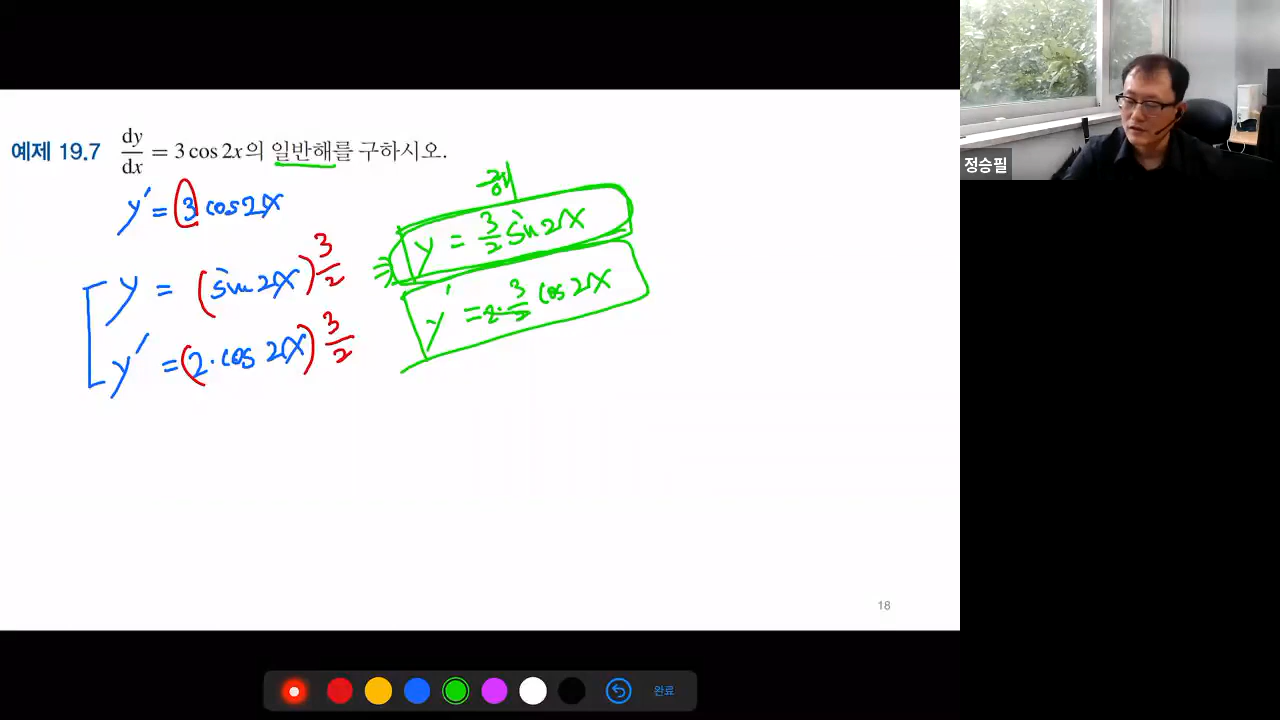 예제 19.7 dy/dx = 3 cos 2x의 일반해를 구하시오.
y' = 3 cos2x
y = (sin 2x) 3/2
y' = (2·cos 2x) 3/2
해
⇒ y = 3/2 sin 2x
y' = 2·3/2 cos 2x
18
정승필
완료